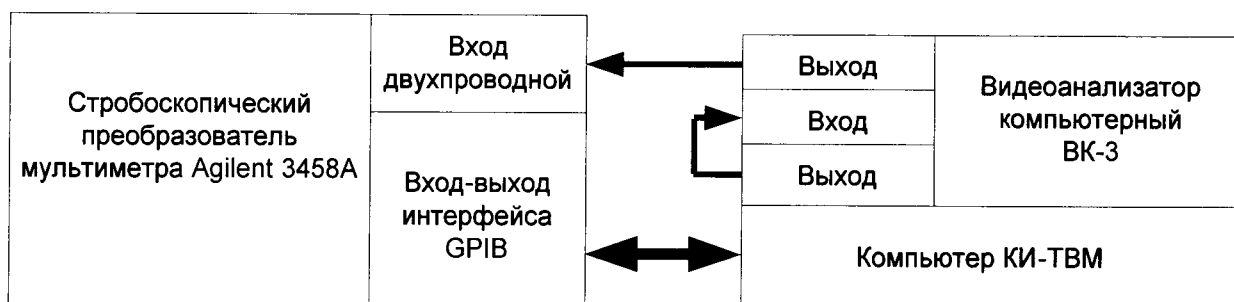 Стробоскопический
преобразователь
мультиметра Agilent 3458A
Вход
двухпроводной
Вход-выход
интерфейса
GPIB
Выход
Вход
Выход
Видеоанализатор
компьютерный
ВК-3
Компьютер КИ-ТВМ